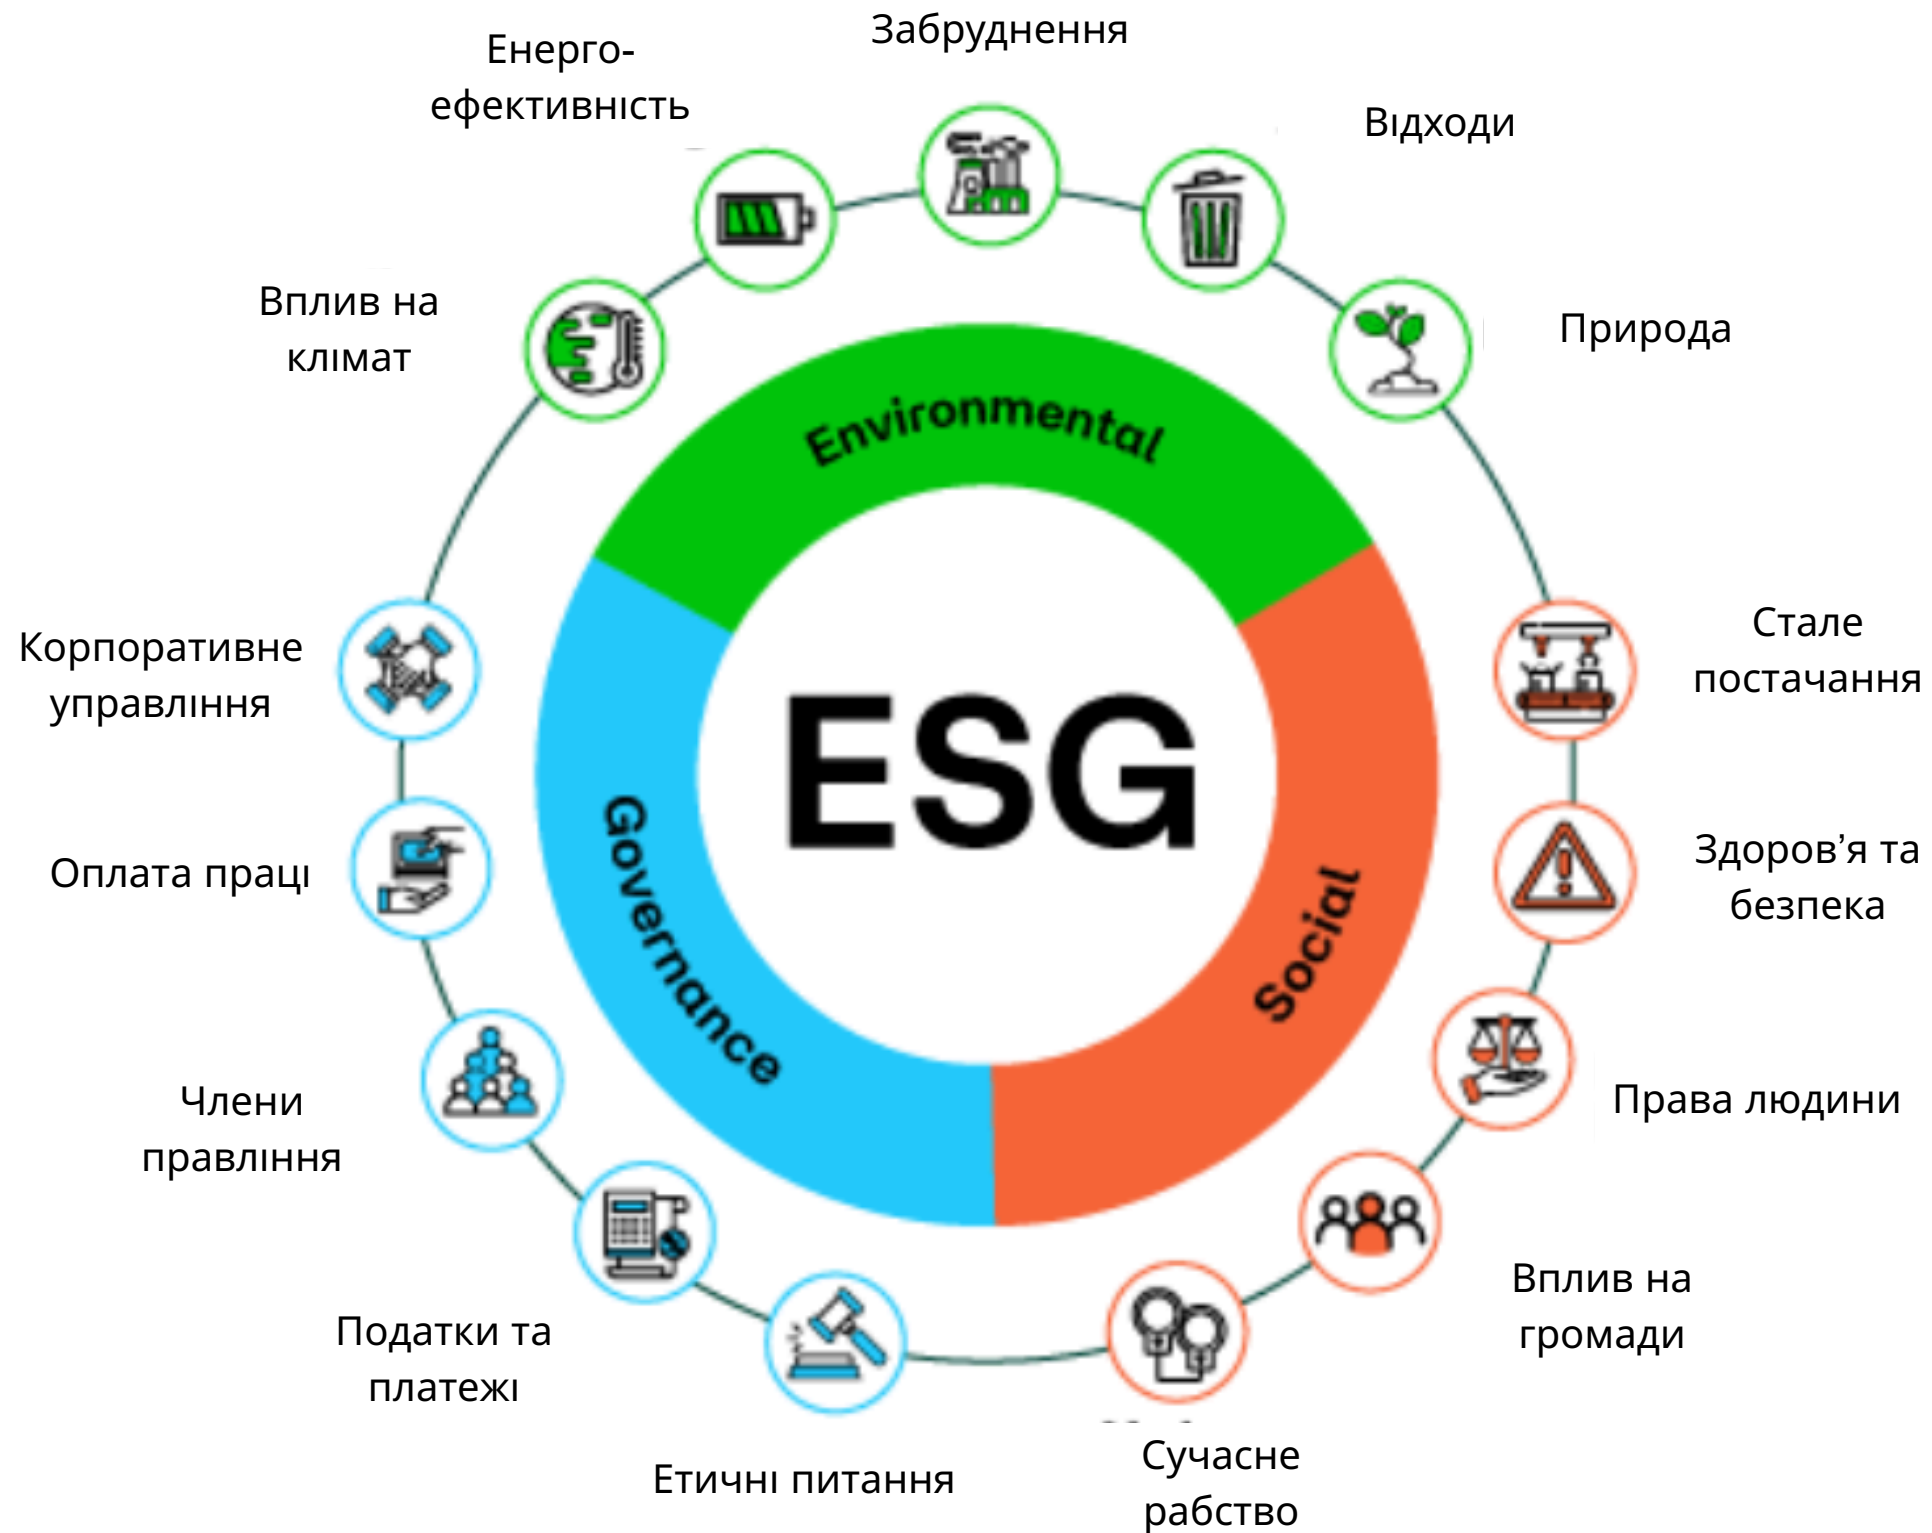 Забруднення
Енерго-
ефективність
Відходи
Вплив на
клімат
Природа
Environmental
Корпоративне
управління
Стале
постачання
ESG
Оплата праці
Здоров’я та
безпека
Governance
Social
Члени
правління
Права людини
Податки та
платежі
Вплив на
громади
Етичні питання
Сучасне
рабство